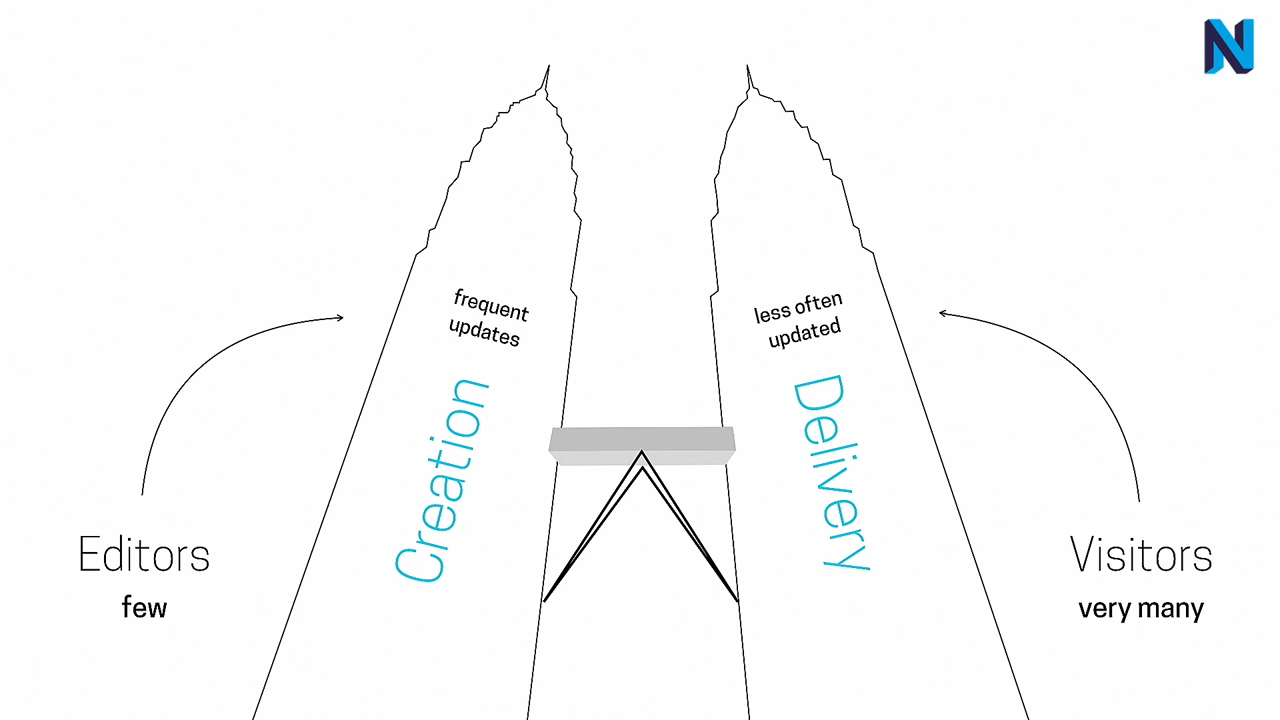 frequent
updates
Creation
less often
updated
Delivery
Editors
few
Visitors
very many